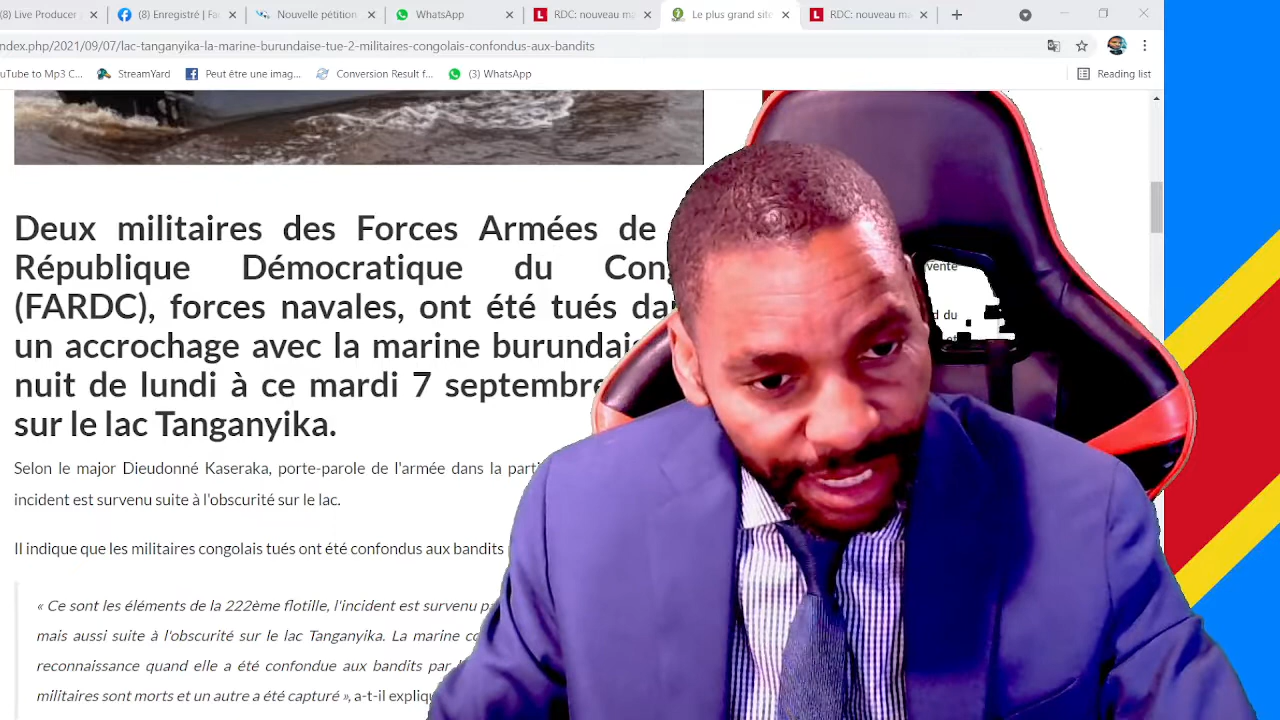 (8) Live Producer
(8) Enregistré | Fa
Nouvelle pétition
WhatsApp
RDC: nouveau ma
Le plus grand site
RDC: nouveau ma
ndex.php/2021/09/07/lac-tanganyika-la-marine-burundaise-tue-2-militaires-congolais-confondus-aux-bandits
uTube to Mp3 C...
StreamYard
Peut être une imag...
Conversion Result f...
(3) WhatsApp
Reading list
Deux militaires des Forces Armées de
République Démocratique du Cong
(FARDC), forces navales, ont été tués da
un accrochage avec la marine burundais
nuit de lundi à ce mardi 7 septembre
sur le lac Tanganyika.
vente
d du
Selon le major Dieudonné Kaseraka, porte-parole de l'armée dans la parti
incident est survenu suite à l'obscurité sur le lac.
Il indique que les militaires congolais tués ont été confondus aux bandits
« Ce sont les éléments de la 222ème flotille, l'incident est survenu pa
mais aussi suite à l'obscurité sur le lac Tanganyika. La marine co
reconnaissance quand elle a été confondue aux bandits par l'
militaires sont morts et un autre a été capturé », a-t-il expliqu